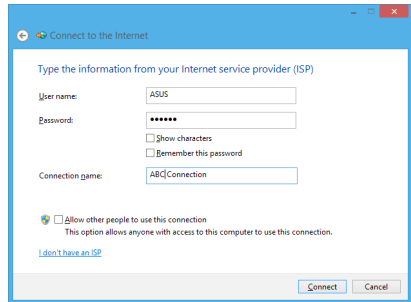 Connect to the Internet
Type the information from your Internet service provider (ISP)
User name: ASUS
Password: ●●●●●●
Show characters
Remember this password
Connection name: ABC Connection
Allow other people to use this connection
This option allows anyone with access to this computer to use this connection.
I don't have an ISP
Connect Cancel